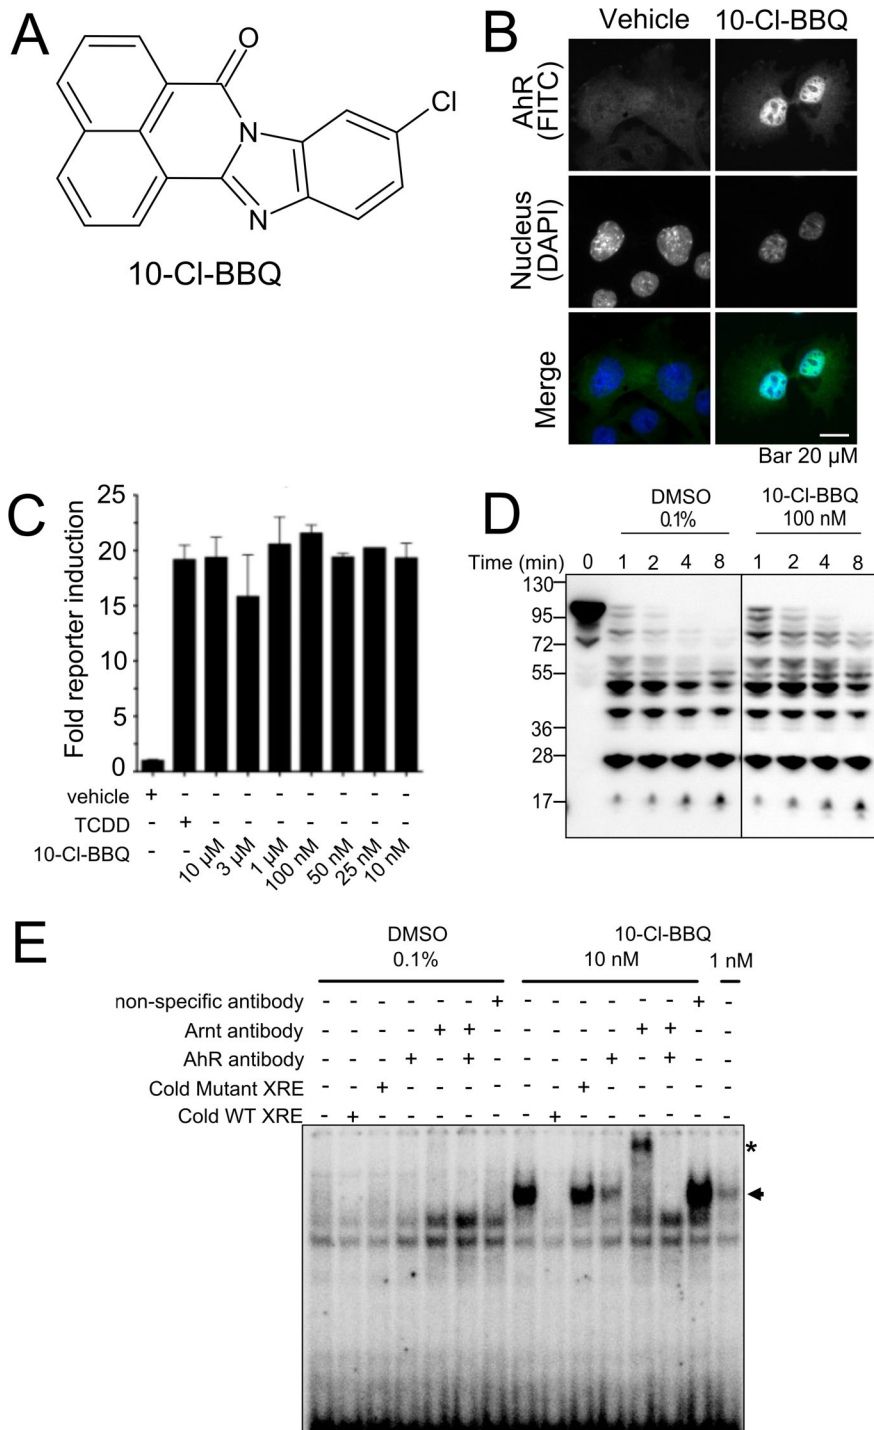 A
O
Cl
N
N
10-Cl-BBQ
B
Vehicle 10-Cl-BBQ
AhR
(FITC)
Nucleus
(DAPI)
Merge
Bar 20 µM
C
Fold reporter induction
25
20
15
10
5
0
vehicle + - - - - - - - -
TCDD - + - - - - - - -
10-Cl-BBQ - - 10 µM 3 µM 1 µM 100 nM 50 nM 25 nM 10 nM
D
DMSO 10-Cl-BBQ
0.1% 100 nM
Time (min) 0 1 2 4 8 1 2 4 8
130
95
72
55
36
28
17
E
DMSO 10-Cl-BBQ
0.1% 10 nM 1 nM
non-specific antibody - - - - - - + - - - - - - + -
Arnt antibody - - - - + + - - - - - + + - -
AhR antibody - - - + - + - - - - + - + - -
Cold Mutant XRE - - + - - - - - - + - - - - -
Cold WT XRE - + - - - - - - + - - - - - -
*